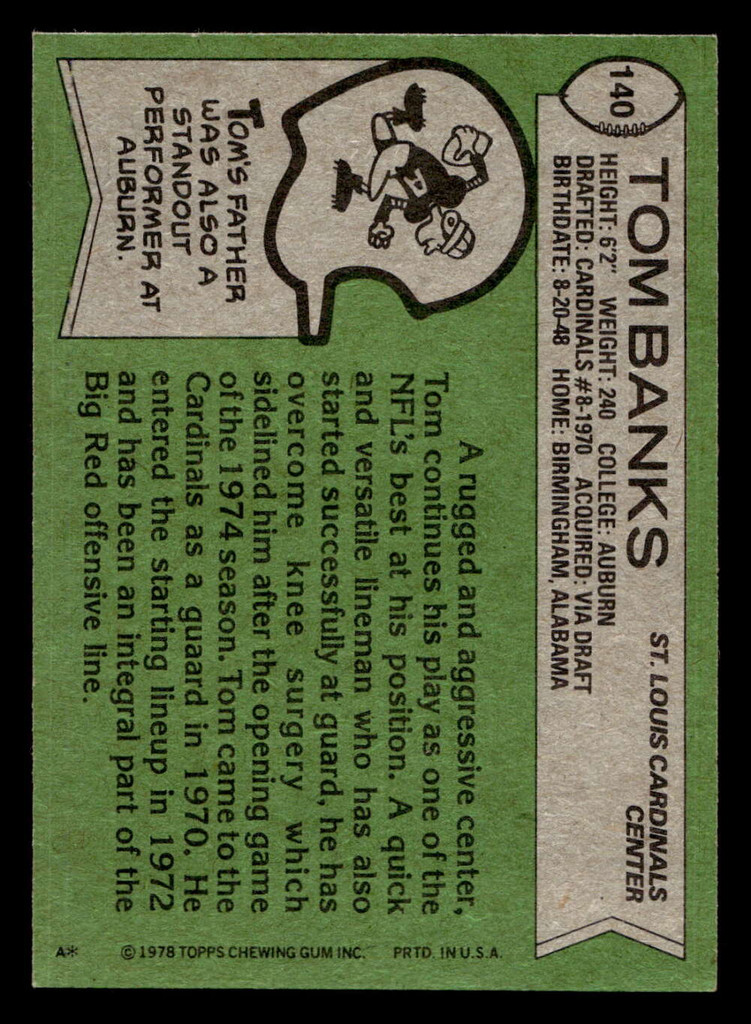 140
TOM BANKS
ST. LOUIS CARDINALS
CENTER
HEIGHT: 6'2" WEIGHT: 240 COLLEGE: AUBURN
DRAFTED: CARDINALS #8-1970 ACQUIRED: VIA DRAFT
BIRTHDATE: 8-20-48 HOME: BIRMINGHAM, ALABAMA
TOM'S FATHER
WAS ALSO A
STANDOUT
PERFORMER AT
AUBURN.
A rugged and aggressive center,
Tom continues his play as one of the
NFL's best at his position. A quick
and versatile lineman who has also
started successfully at guard, he has
overcome knee surgery which
sidelined him after the opening game
of the 1974 season. Tom came to the
Cardinals as a guard in 1970. He
entered the starting lineup in 1972
and has been an integral part of the
Big Red offensive line.
A* © 1978 TOPPS CHEWING GUM INC. PRTD. IN U.S.A.